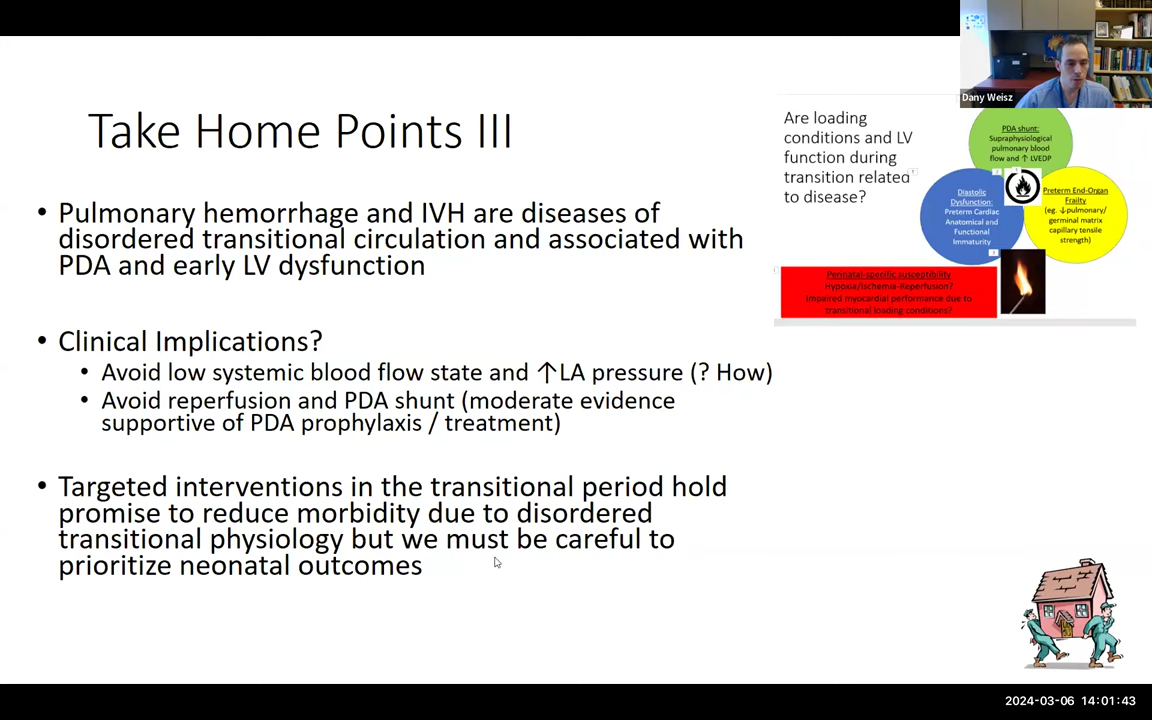 Dany Weisz
Take Home Points III
• Pulmonary hemorrhage and IVH are diseases of
disordered transitional circulation and associated with
PDA and early LV dysfunction
• Clinical Implications?
• Avoid low systemic blood flow state and ↑LA pressure (? How)
• Avoid reperfusion and PDA shunt (moderate evidence
supportive of PDA prophylaxis / treatment)
• Targeted interventions in the transitional period hold
promise to reduce morbidity due to disordered
transitional physiology but we must be careful to
prioritize neonatal outcomes
Are loading
conditions and LV
function during
transition related
to disease?
PDA shunt:
Supraphysiological
pulmonary blood
flow and ↑ LVEDP
Diastolic
Dysfunction:
Preterm Cardiac
Anatomical and
Functional
Immaturity
Preterm End-Organ
Frailty
(eg. ↓pulmonary/
germinal matrix
capillary tensile
strength)
Perinatal-specific susceptibility
Hypoxia/Ischemia-Reperfusion?
Impaired myocardial performance due to
transitional loading conditions?
2024-03-06 14:01:43